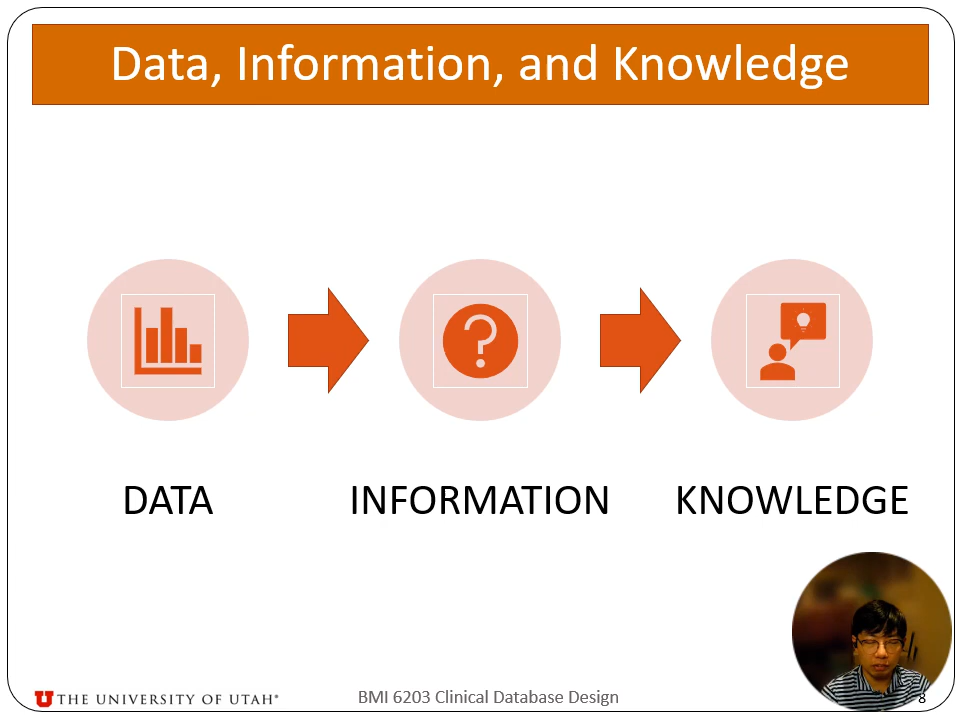 Data, Information, and Knowledge
DATA
INFORMATION
KNOWLEDGE
THE UNIVERSITY OF UTAH®
BMI 6203 Clinical Database Design
8